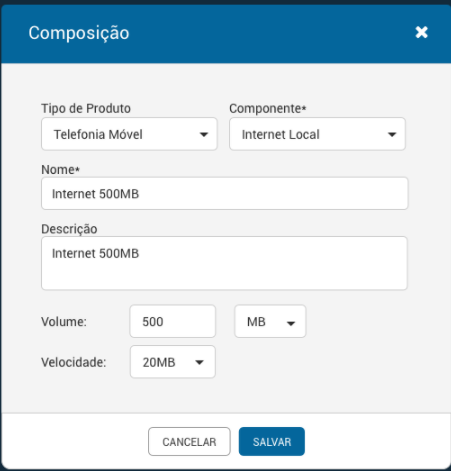 Composição
Tipo de Produto Componente*
Telefonia Móvel Internet Local
Nome*
Internet 500MB
Descrição
Internet 500MB
Volume: 500 MB
Velocidade: 20MB
CANCELAR SALVAR